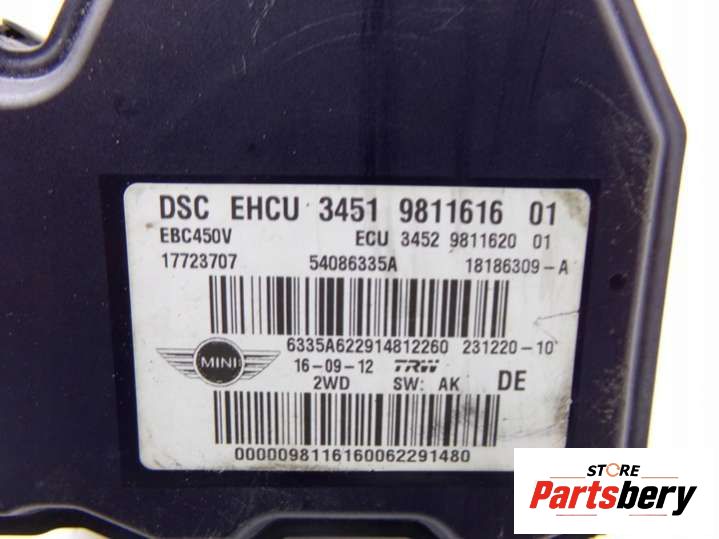 DSC EHCU 3451 9811616 01
EBC450V ECU 3452 9811620 01
17723707 54086335A 18186309-A
6335A622914812260 231220-10
MINI 16-09-12 TRW
2WD SW: AK DE
0000098116160062291480
STORE
Partsbery